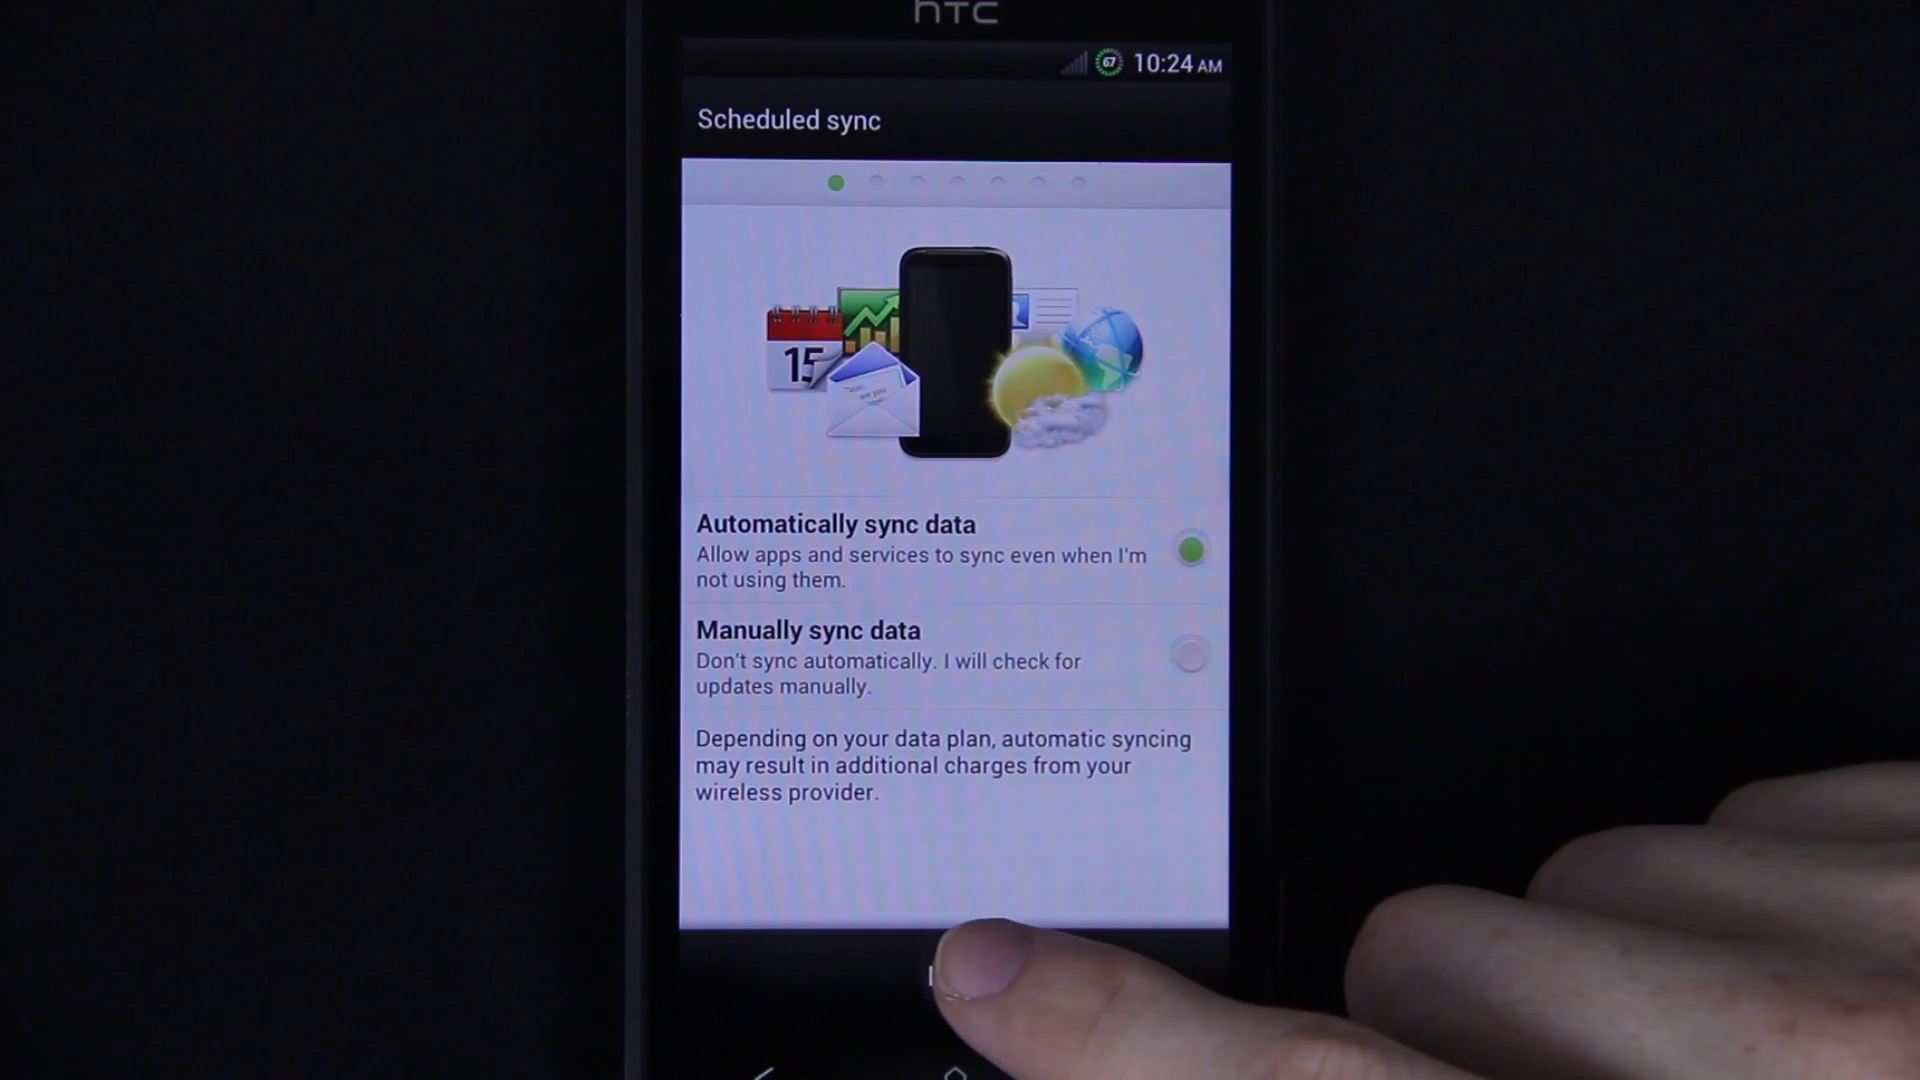 hTC
67 10:24 AM
Scheduled sync
15
Automatically sync data
Allow apps and services to sync even when I'm
not using them.
Manually sync data
Don't sync automatically. I will check for
updates manually.
Depending on your data plan, automatic syncing
may result in additional charges from your
wireless provider.